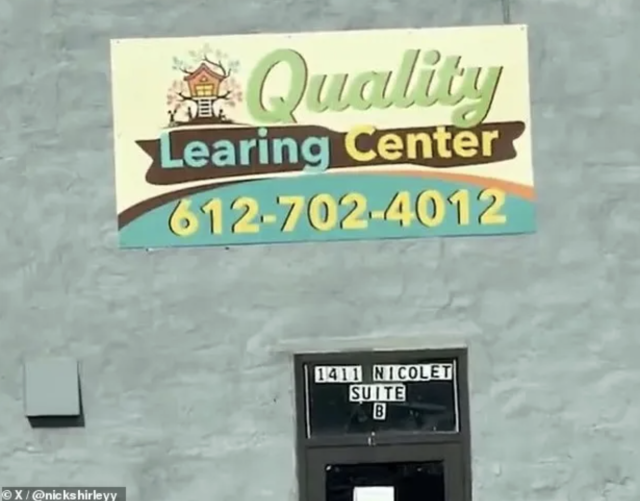 Quality
Learing Center
612-702-4012
1411 NICOLET
SUITE
B
© X / @nickshirleyy